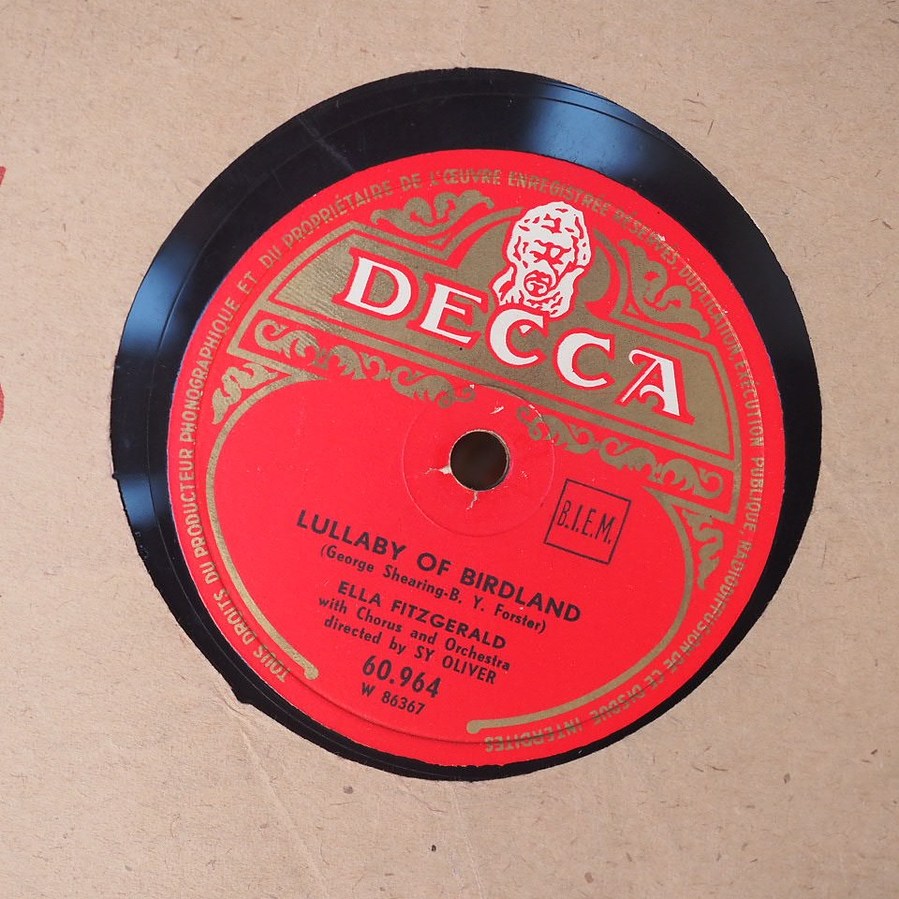 TOUS DROITS DU PRODUCTEUR PHONOGRAPHIQUE ET DU PROPRIÉTAIRE DE L'ŒUVRE ENREGISTRÉE RÉSERVÉS. DUPLICATION EXÉCUTION PUBLIQUE, RADIODIFFUSION DE CE DISQUE INTERDITES
DECCA
B.I.E.M.
LULLABY OF BIRDLAND
(George Shearing-B. Y. Forster)
ELLA FITZGERALD
with Chorus and Orchestra
directed by SY OLIVER
60.964
W 86367